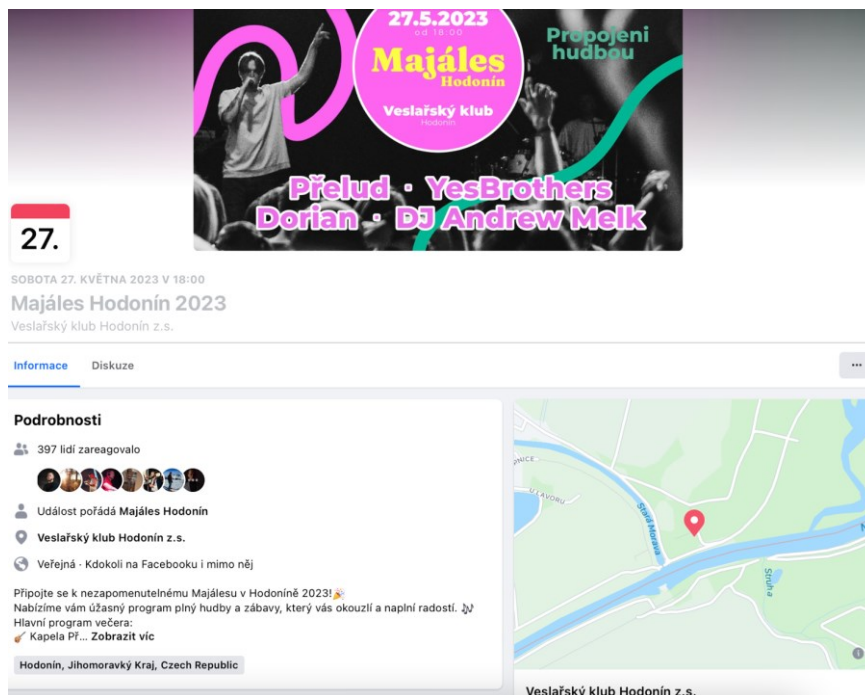 27.5.2023
od 18:00
Majáles
Hodonín
Veslařský klub
Hodonín
Propojeni
hudbou
Přelud · YesBrothers
Dorian · DJ Andrew Melk
27.
SOBOTA 27. KVĚTNA 2023 V 18:00
Majáles Hodonín 2023
Veslařský klub Hodonín z.s.
Informace
Diskuze
Podrobnosti
397 lidí zareagovalo
Událost pořádá Majáles Hodonín
Veslařský klub Hodonín z.s.
Veřejná · Kdokoli na Facebooku i mimo něj
Připojte se k nezapomenutelnému Majálesu v Hodoníně 2023!🎉
Nabízíme vám úžasný program plný hudby a zábavy, který vás okouzlí a naplní radostí. 🎶
Hlavní program večera:
🎸 Kapela Př... Zobrazit víc
Hodonín, Jihomoravký Kraj, Czech Republic
U LAVORU
Stará Morava
Struha
Veslařský klub Hodonín z.s.